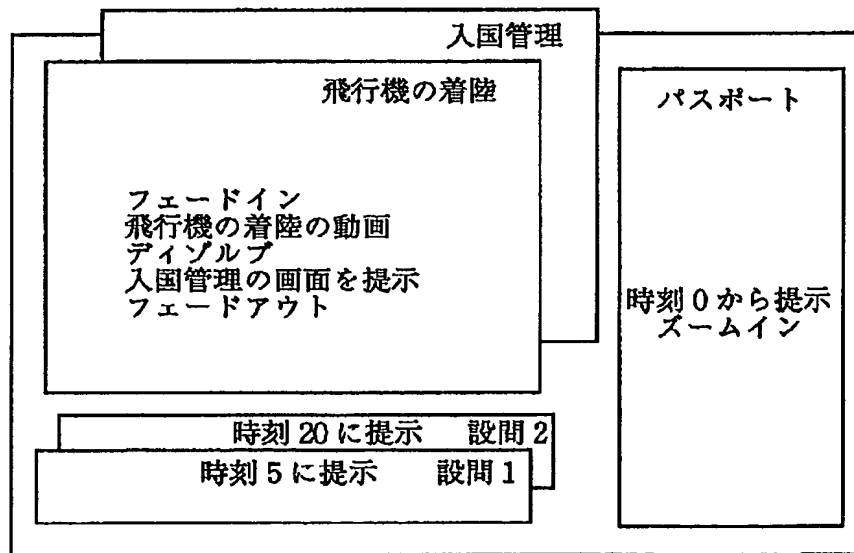 入国管理
飛行機の着陸
フェードイン
飛行機の着陸の動画
ディゾルブ
入国管理の画面を提示
フェードアウト
パスポート
時刻0から提示
ズームイン
時刻20に提示 設問2
時刻5に提示 設問1